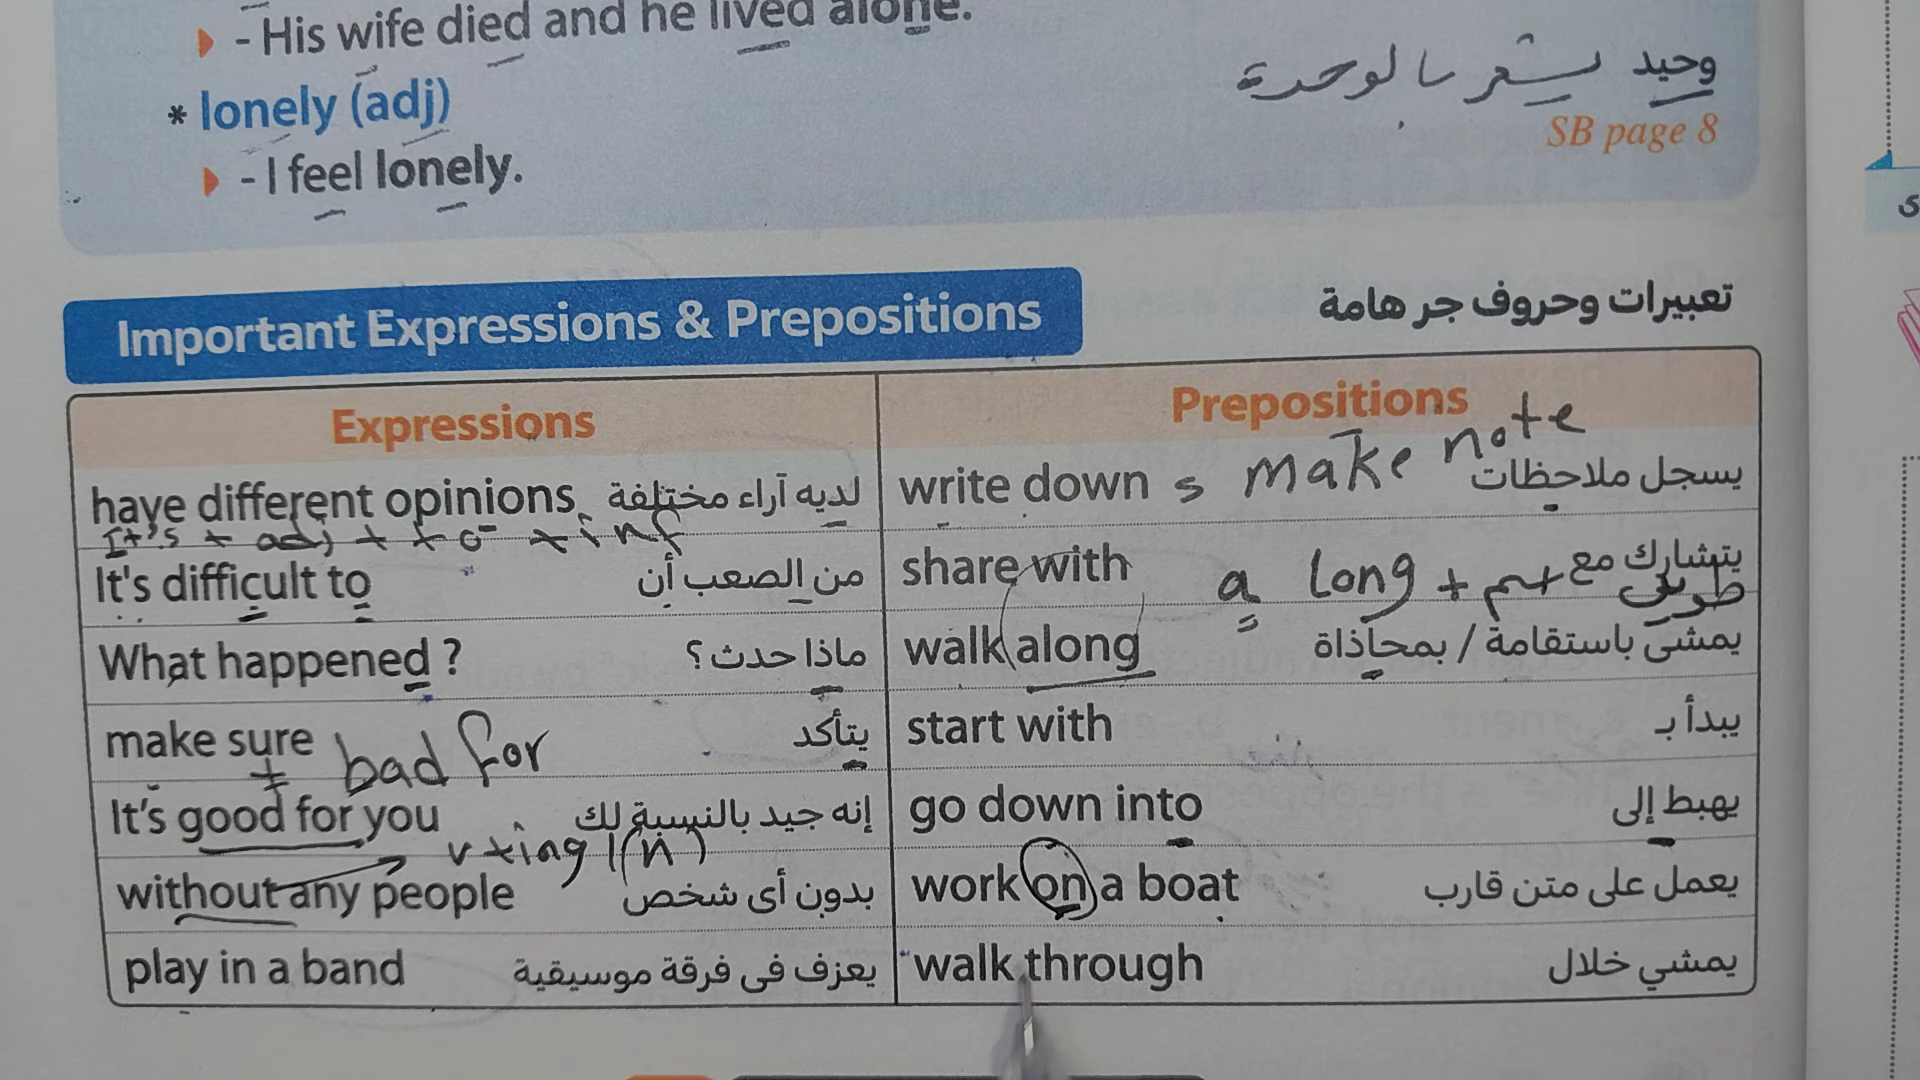 - His wife died and he lived alone.
* lonely (adj) وحيد يشعر بالوحدة
- I feel lonely.
SB page 8
Important Expressions & Prepositions تعبيرات وحروف جر هامة
Expressions
have different opinions لديه آراء مختلفة
It's + adj + to + inf
It's difficult to من الصعب أن
What happened ? ماذا حدث؟
make sure يتأكد
bad for
It's good for you إنه جيد بالنسبة لك
v+ing / (n)
without any people بدون أى شخص
play in a band يعزف فى فرقة موسيقية
Prepositions
write down s make note يسجل ملاحظات
share with يتشارك مع
a long +
walk along يمشى باستقامة / بمحاذاة
start with يبدأ بـ
go down into يهبط إلى
work on a boat يعمل على متن قارب
walk through يمشي خلال